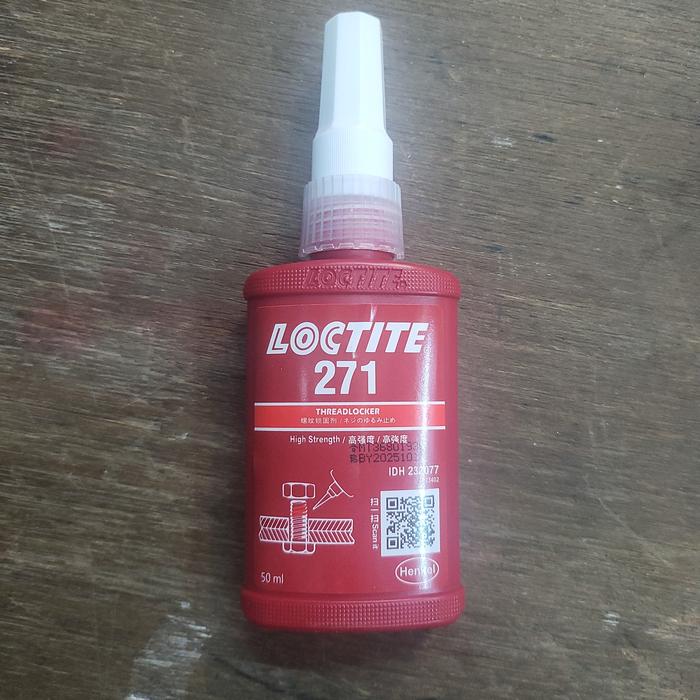 LOCTITE
LOCTITE
271
THREADLOCKER
螺纹锁固剂 / ネジのゆるみ止め
High Strength / 高强度 / 高強度
IDH 232077
扫一扫 Scan it
50 ml
Henkel